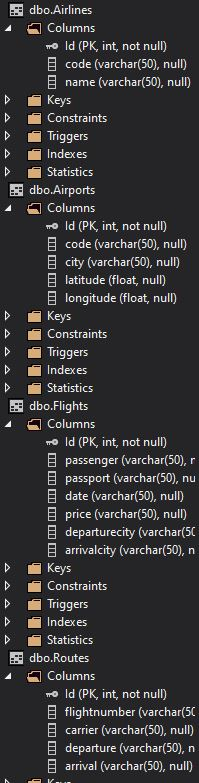 dbo.Airlines
Columns
Id (PK, int, not null)
code (varchar(50), null)
name (varchar(50), null)
Keys
Constraints
Triggers
Indexes
Statistics
dbo.Airports
Columns
Id (PK, int, not null)
code (varchar(50), null)
city (varchar(50), null)
latitude (float, null)
longitude (float, null)
Keys
Constraints
Triggers
Indexes
Statistics
dbo.Flights
Columns
Id (PK, int, not null)
passenger (varchar(50), n
passport (varchar(50), nu
date (varchar(50), null)
price (varchar(50), null)
departurecity (varchar(50
arrivalcity (varchar(50), n
Keys
Constraints
Triggers
Indexes
Statistics
dbo.Routes
Columns
Id (PK, int, not null)
flightnumber (varchar(50
carrier (varchar(50), null)
departure (varchar(50), n
arrival (varchar(50), null)
Keys